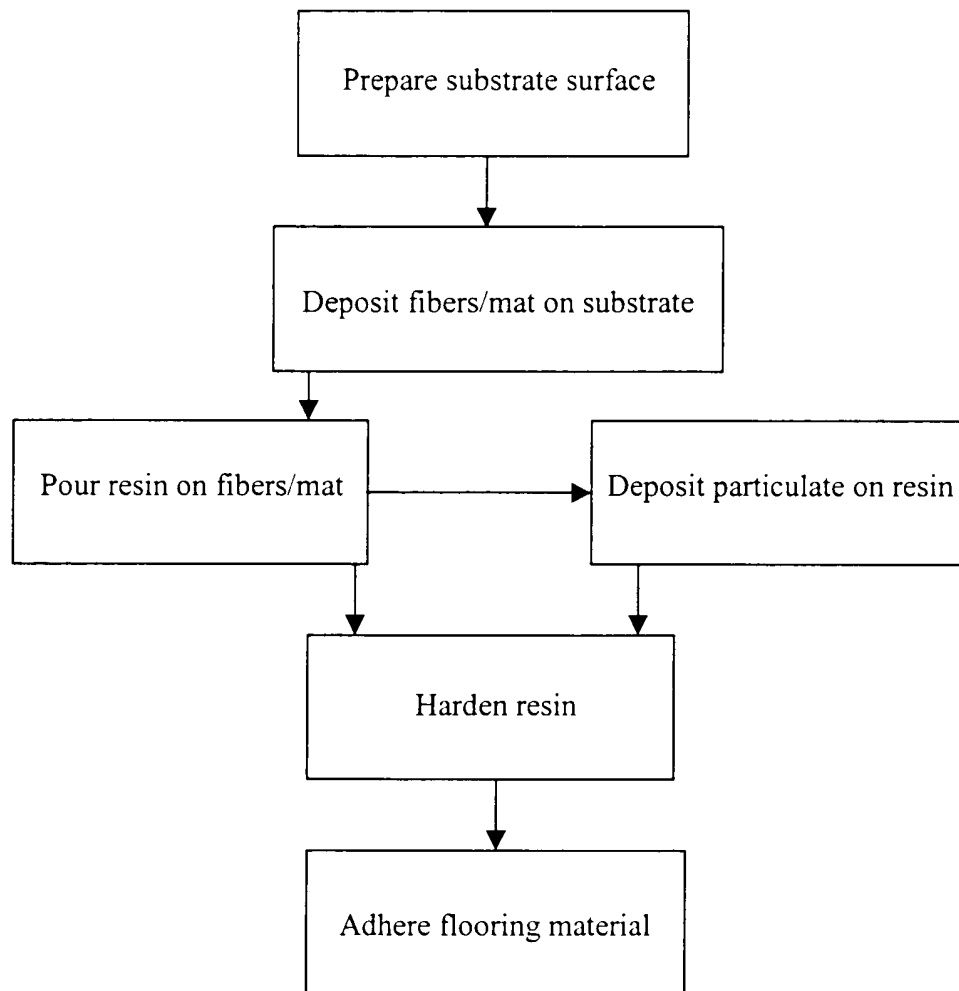 Prepare substrate surface
Deposit fibers/mat on substrate
Pour resin on fibers/mat
Deposit particulate on resin
Harden resin
Adhere flooring material